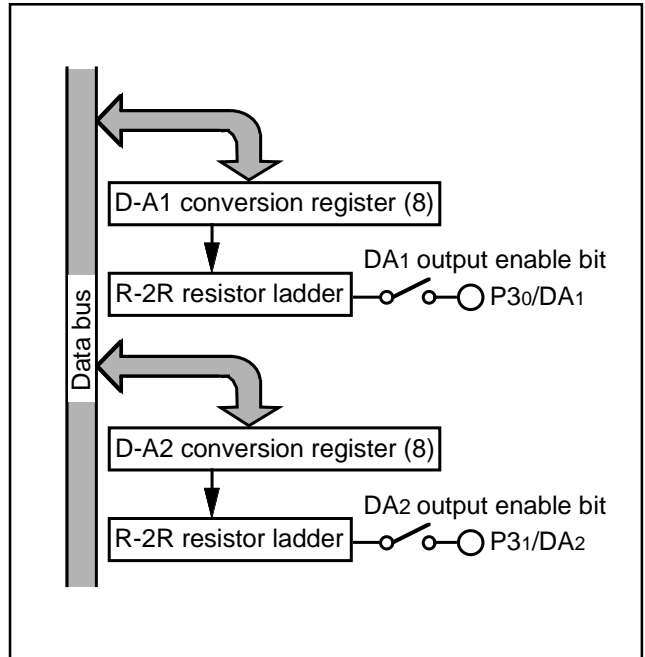 Data bus
D-A1 conversion register (8)
DA1 output enable bit
R-2R resistor ladder
P30/DA1
D-A2 conversion register (8)
DA2 output enable bit
R-2R resistor ladder
P31/DA2